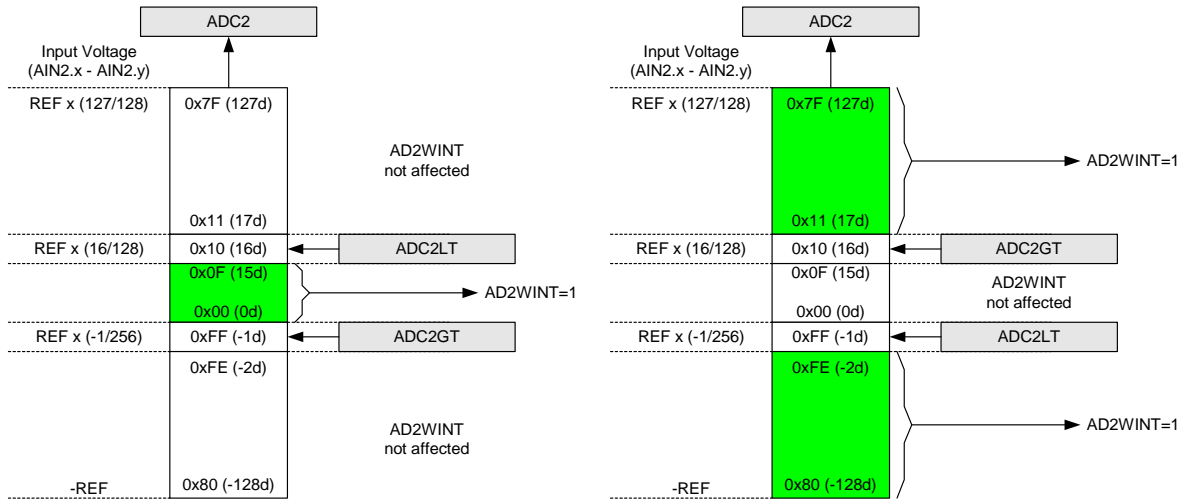 ADC2
Input Voltage
(AIN2.x - AIN2.y)
REF x (127/128)
0x7F (127d)
AD2WINT
not affected
0x11 (17d)
REF x (16/128)
0x10 (16d)
ADC2LT
0x0F (15d)
AD2WINT=1
0x00 (0d)
REF x (-1/256)
0xFF (-1d)
ADC2GT
0xFE (-2d)
AD2WINT
not affected
-REF
0x80 (-128d)
ADC2
Input Voltage
(AIN2.x - AIN2.y)
REF x (127/128)
0x7F (127d)
AD2WINT=1
0x11 (17d)
REF x (16/128)
0x10 (16d)
ADC2GT
0x0F (15d)
AD2WINT
not affected
0x00 (0d)
REF x (-1/256)
0xFF (-1d)
ADC2LT
0xFE (-2d)
AD2WINT=1
-REF
0x80 (-128d)